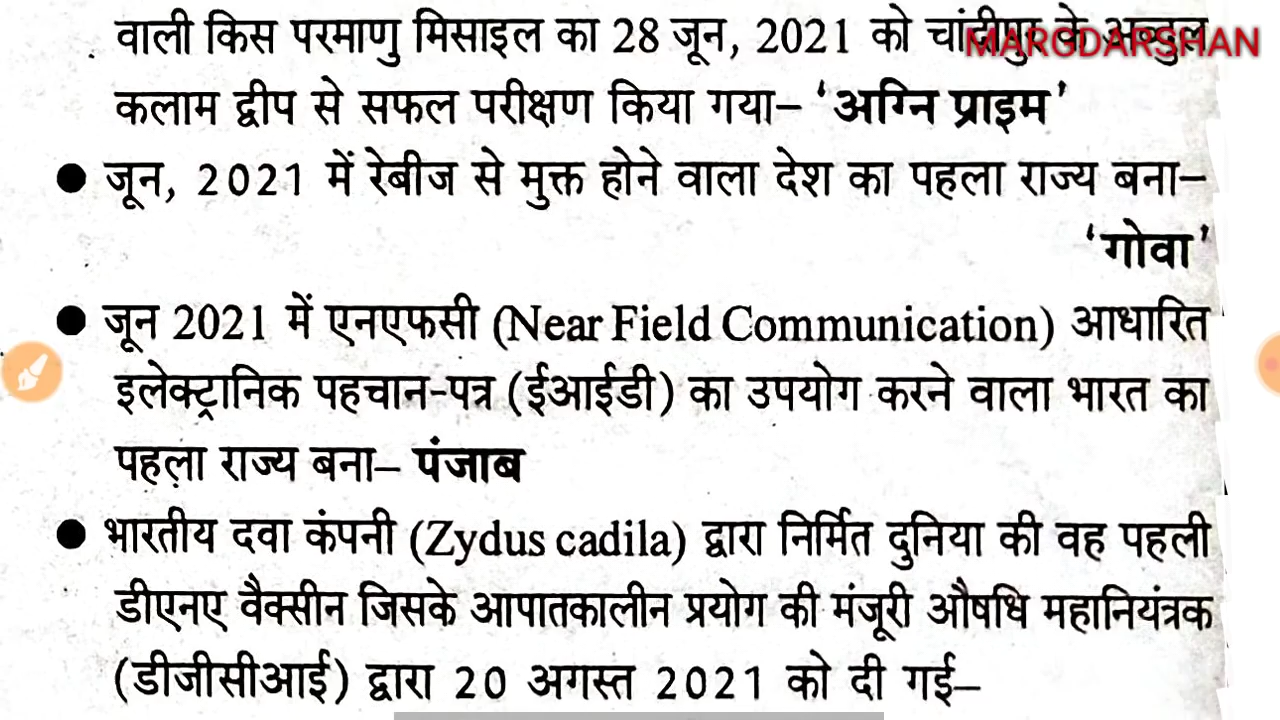 वाली किस परमाणु मिसाइल का 28 जून, 2021 को चांदीपुर के अब्दुल
MARGDARSHAN
कलाम द्वीप से सफल परीक्षण किया गया– ‘अग्नि प्राइम’
● जून, 2021 में रेबीज से मुक्त होने वाला देश का पहला राज्य बना–
‘गोवा’
● जून 2021 में एनएफसी (Near Field Communication) आधारित
इलेक्ट्रानिक पहचान-पत्र (ईआईडी) का उपयोग करने वाला भारत का
पहला राज्य बना– पंजाब
● भारतीय दवा कंपनी (Zydus cadila) द्वारा निर्मित दुनिया की वह पहली
डीएनए वैक्सीन जिसके आपातकालीन प्रयोग की मंजूरी औषधि महानियंत्रक
(डीजीसीआई) द्वारा 20 अगस्त 2021 को दी गई–